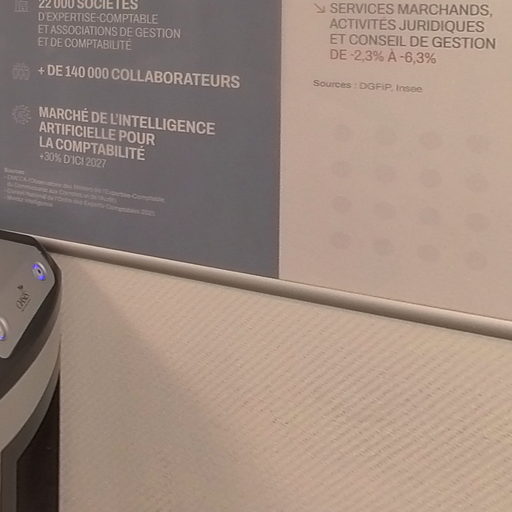 22 000 SOCIÉTÉS
D'EXPERTISE-COMPTABLE
ET ASSOCIATIONS DE GESTION
ET DE COMPTABILITÉ
+ DE 140 000 COLLABORATEURS
MARCHÉ DE L'INTELLIGENCE
ARTIFICIELLE POUR
LA COMPTABILITÉ
+30% D'ICI 2027
Sources:
SERVICES MARCHANDS,
ACTIVITÉS JURIDIQUES
ET CONSEIL DE GESTION
DE -2,3% À -6,3%
Sources : DGFiP, Insee